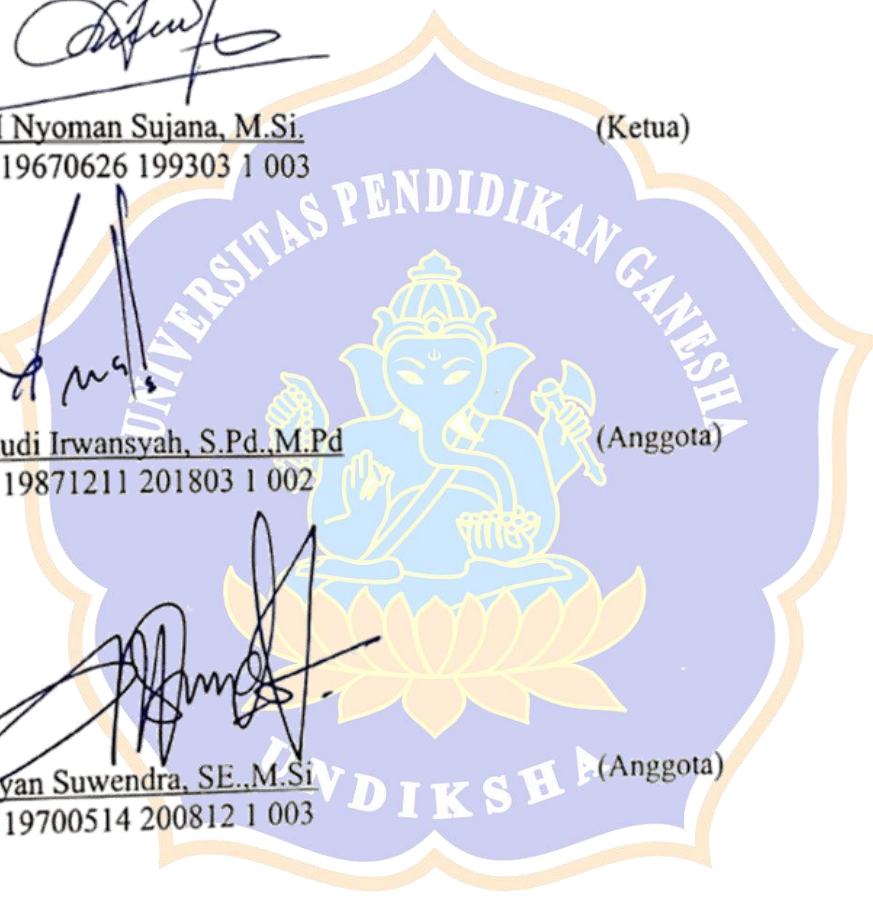 I Nyoman Sujana, M.Si. (Ketua)
19670626 199303 1 003
UNIVERSITAS PENDIDIKAN GANESHA
udi Irwansyah, S.Pd.,M.Pd (Anggota)
19871211 201803 1 002
yan Suwendra, SE.,M.Si (Anggota)
19700514 200812 1 003
UNDIKSHA